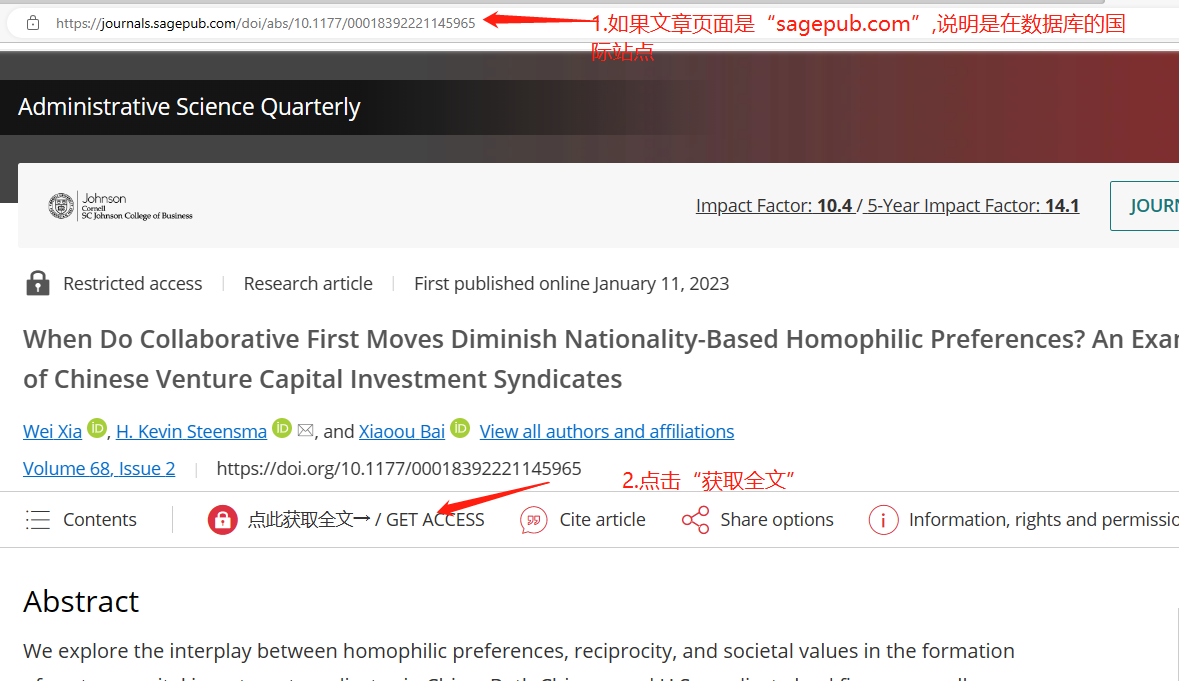 https://journals.sagepub.com/doi/abs/10.1177/00018392221145965
1.如果文章页面是“sagepub.com”,说明是在数据库的国
际站点
Administrative Science Quarterly
Johnson
Cornell
SC Johnson College of Business
Impact Factor: 10.4 / 5-Year Impact Factor: 14.1
JOURN
Restricted access
Research article
First published online January 11, 2023
When Do Collaborative First Moves Diminish Nationality-Based Homophilic Preferences? An Exar
of Chinese Venture Capital Investment Syndicates
Wei Xia iD, H. Kevin Steensma iD, and Xiaoou Bai iD View all authors and affiliations
Volume 68, Issue 2 | https://doi.org/10.1177/00018392221145965
2.点击“获取全文”
Contents
点此获取全文→ / GET ACCESS
Cite article
Share options
Information, rights and permissio
Abstract
We explore the interplay between homophilic preferences, reciprocity, and societal values in the formation